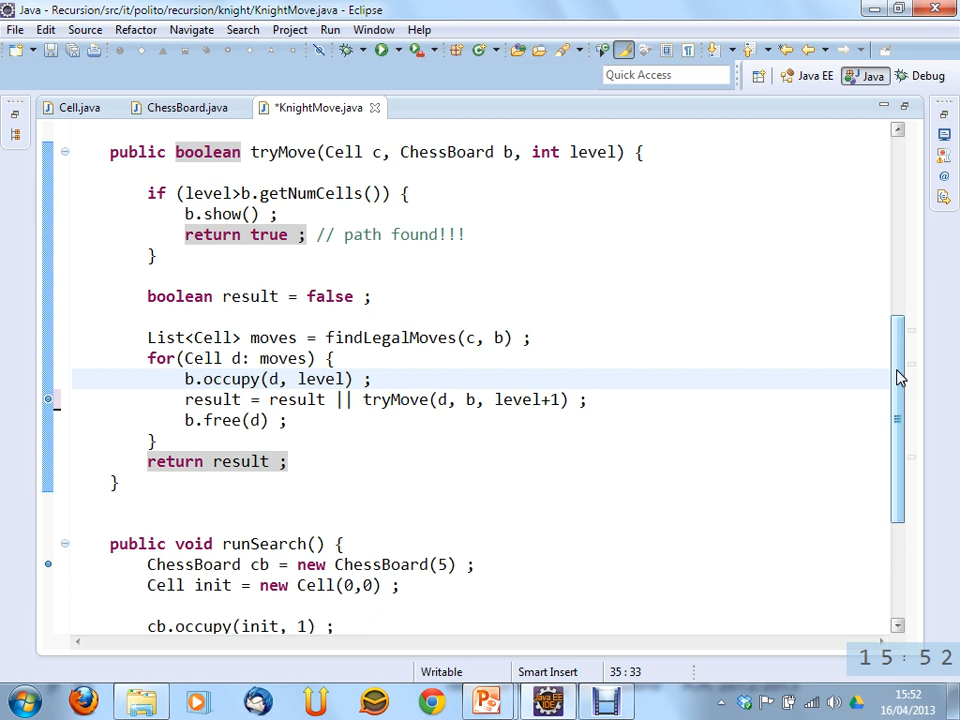 Java - Recursion/src/it/polito/recursion/knight/KnightMove.java - Eclipse
File Edit Source Refactor Navigate Search Project Run Window Help
Quick Access
Java EE Java Debug
Cell.java ChessBoard.java *KnightMove.java
public boolean tryMove(Cell c, ChessBoard b, int level) {
if (level>b.getNumCells()) {
b.show() ;
return true ; // path found!!!
}
boolean result = false ;
List<Cell> moves = findLegalMoves(c, b) ;
for(Cell d: moves) {
b.occupy(d, level) ;
result = result || tryMove(d, b, level+1) ;
b.free(d) ;
}
return result ;
}
public void runSearch() {
ChessBoard cb = new ChessBoard(5) ;
Cell init = new Cell(0,0) ;
cb.occupy(init, 1) ;
15:52
Writable Smart Insert 35 : 33
15:52
16/04/2013